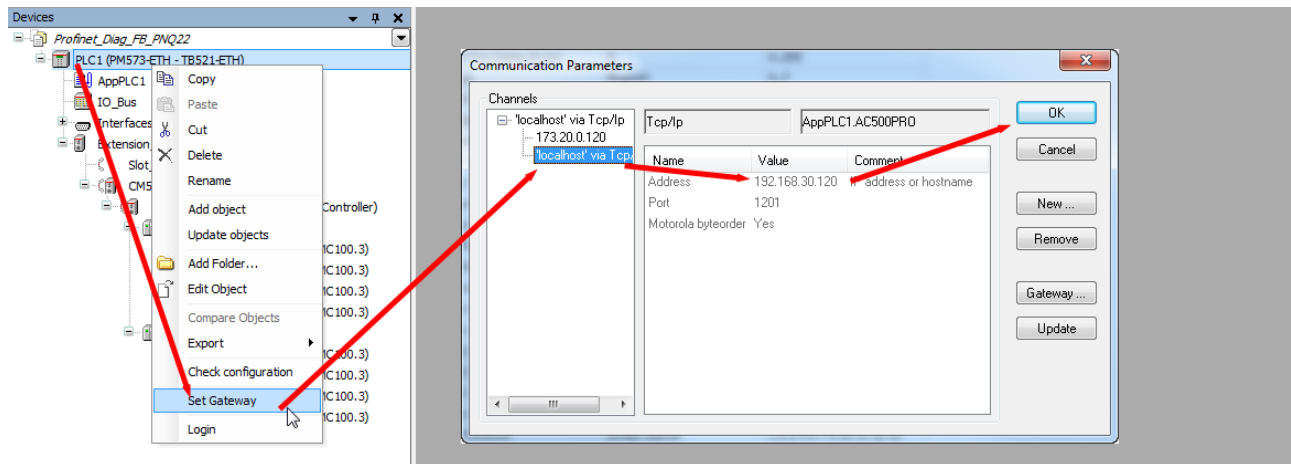 Devices
Profinet_Diag_FB_PNQ22
PLC1 (PM573-ETH - TB521-ETH)
AppPLC1
IO_Bus
Interfaces
Extension_
Slot_
CM5
Controller)
MC100.3)
MC100.3)
MC100.3)
MC100.3)
MC100.3)
MC100.3)
MC100.3)
MC100.3)
Copy
Paste
Cut
Delete
Rename
Add object
Update objects
Add Folder...
Edit Object
Compare Objects
Export
Check configuration
Set Gateway
Login
Communication Parameters
Channels
'localhost' via Tcp/Ip
173.20.0.120
'localhost' via Tcp/
Tcp/Ip
AppPLC1.AC500PRO
Name Value Comment
Address 192.168.30.120 IP address or hostname
Port 1201
Motorola byteorder Yes
OK
Cancel
New ...
Remove
Gateway ...
Update